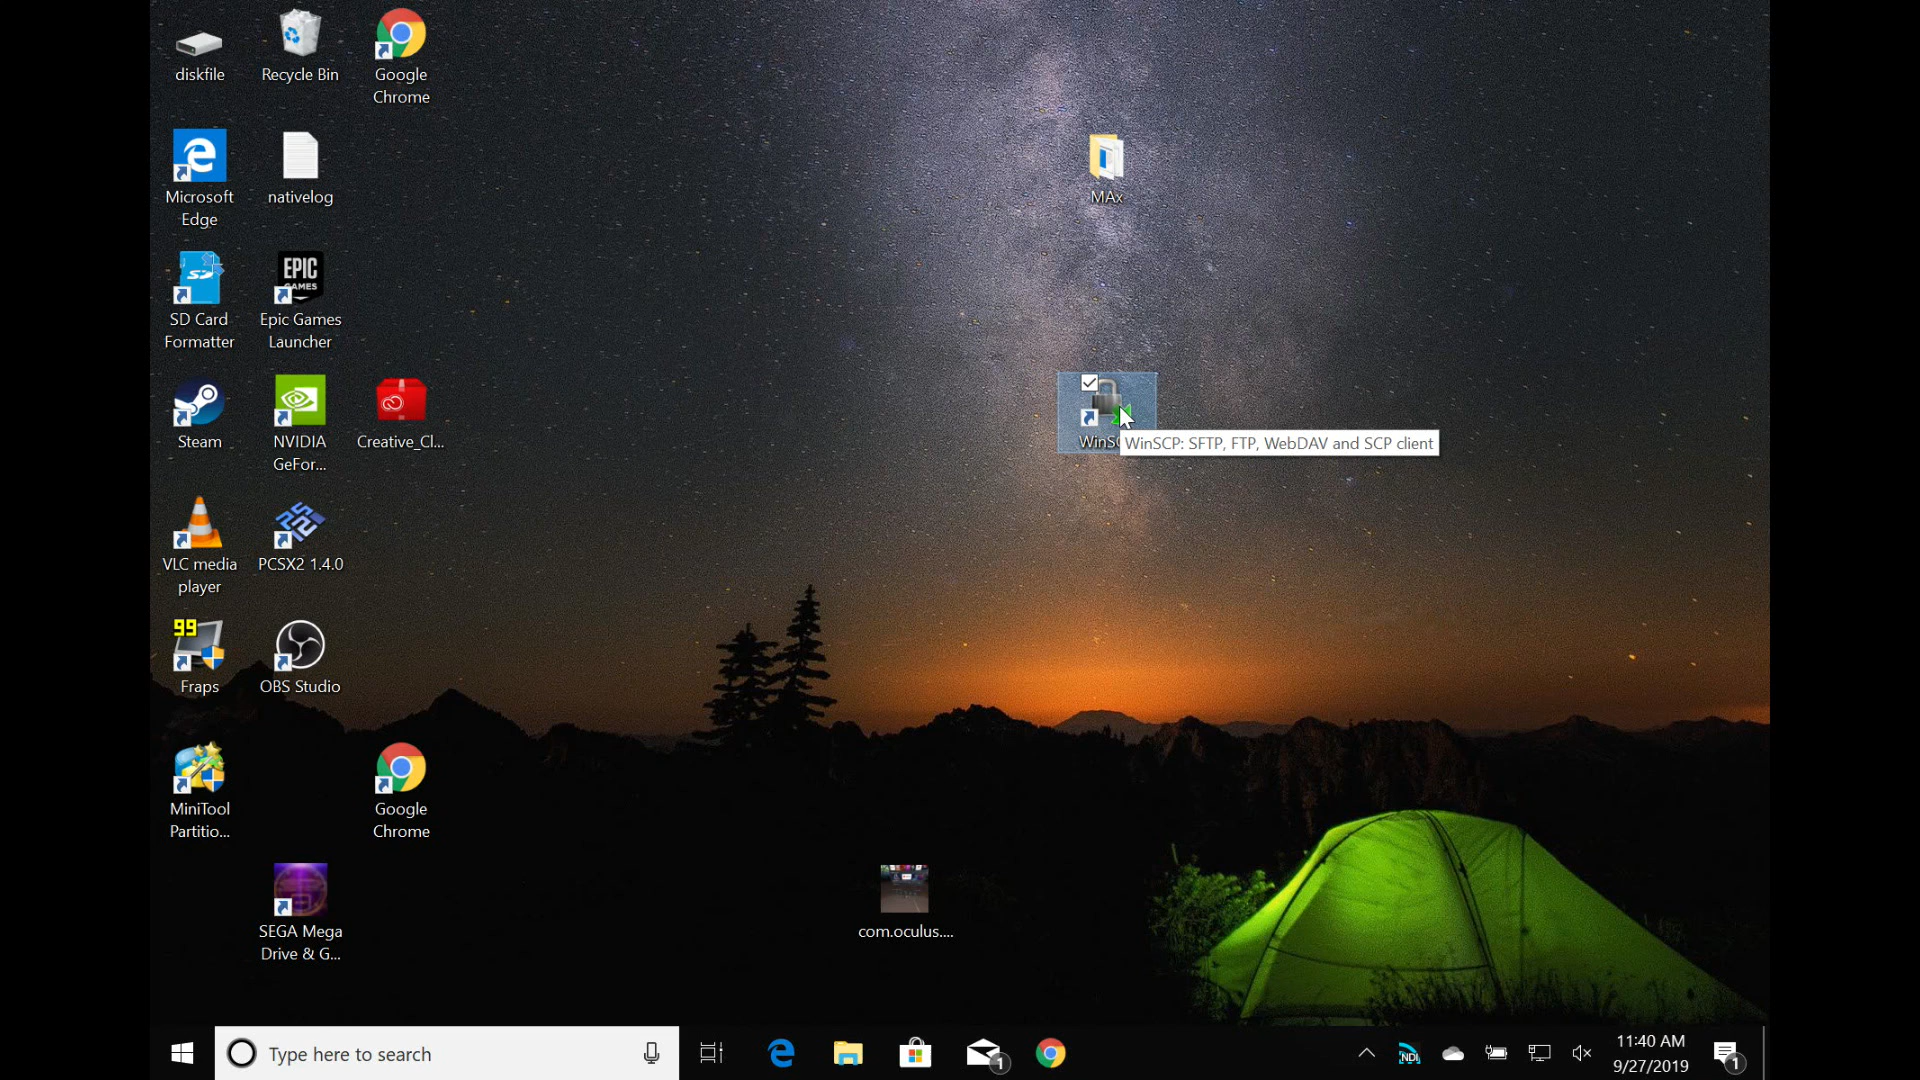 diskfile
Recycle Bin
Google
Chrome
Microsoft
Edge
nativelog
MAx
SD Card
Formatter
EPIC
GAMES
Epic Games
Launcher
Steam
NVIDIA
GeFor...
Creative_Cl...
WinSC
WinSCP: SFTP, FTP, WebDAV and SCP client
VLC media
player
PCSX2 1.4.0
99
Fraps
OBS Studio
MiniTool
Partitio...
Google
Chrome
SEGA Mega
Drive & G...
com.oculus....
Type here to search
1
NDI
11:40 AM
9/27/2019
1